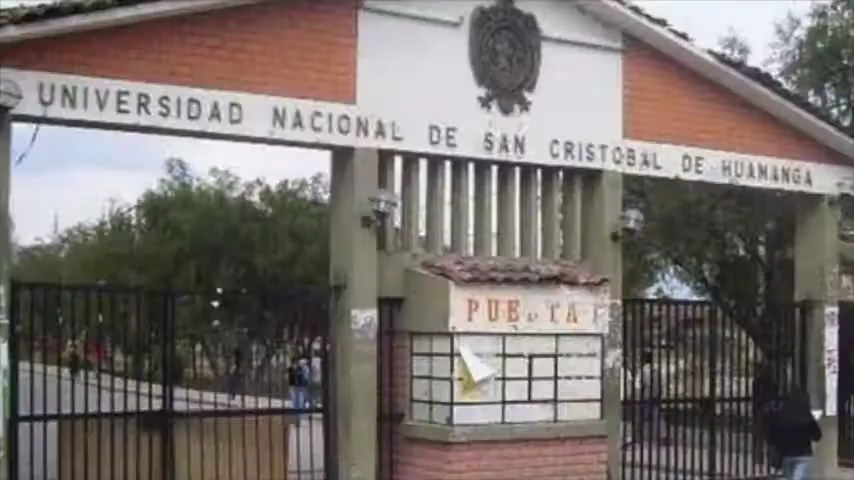 UNIVERSIDAD NACIONAL DE SAN CRISTOBAL DE HUAMANGA
PUERTA